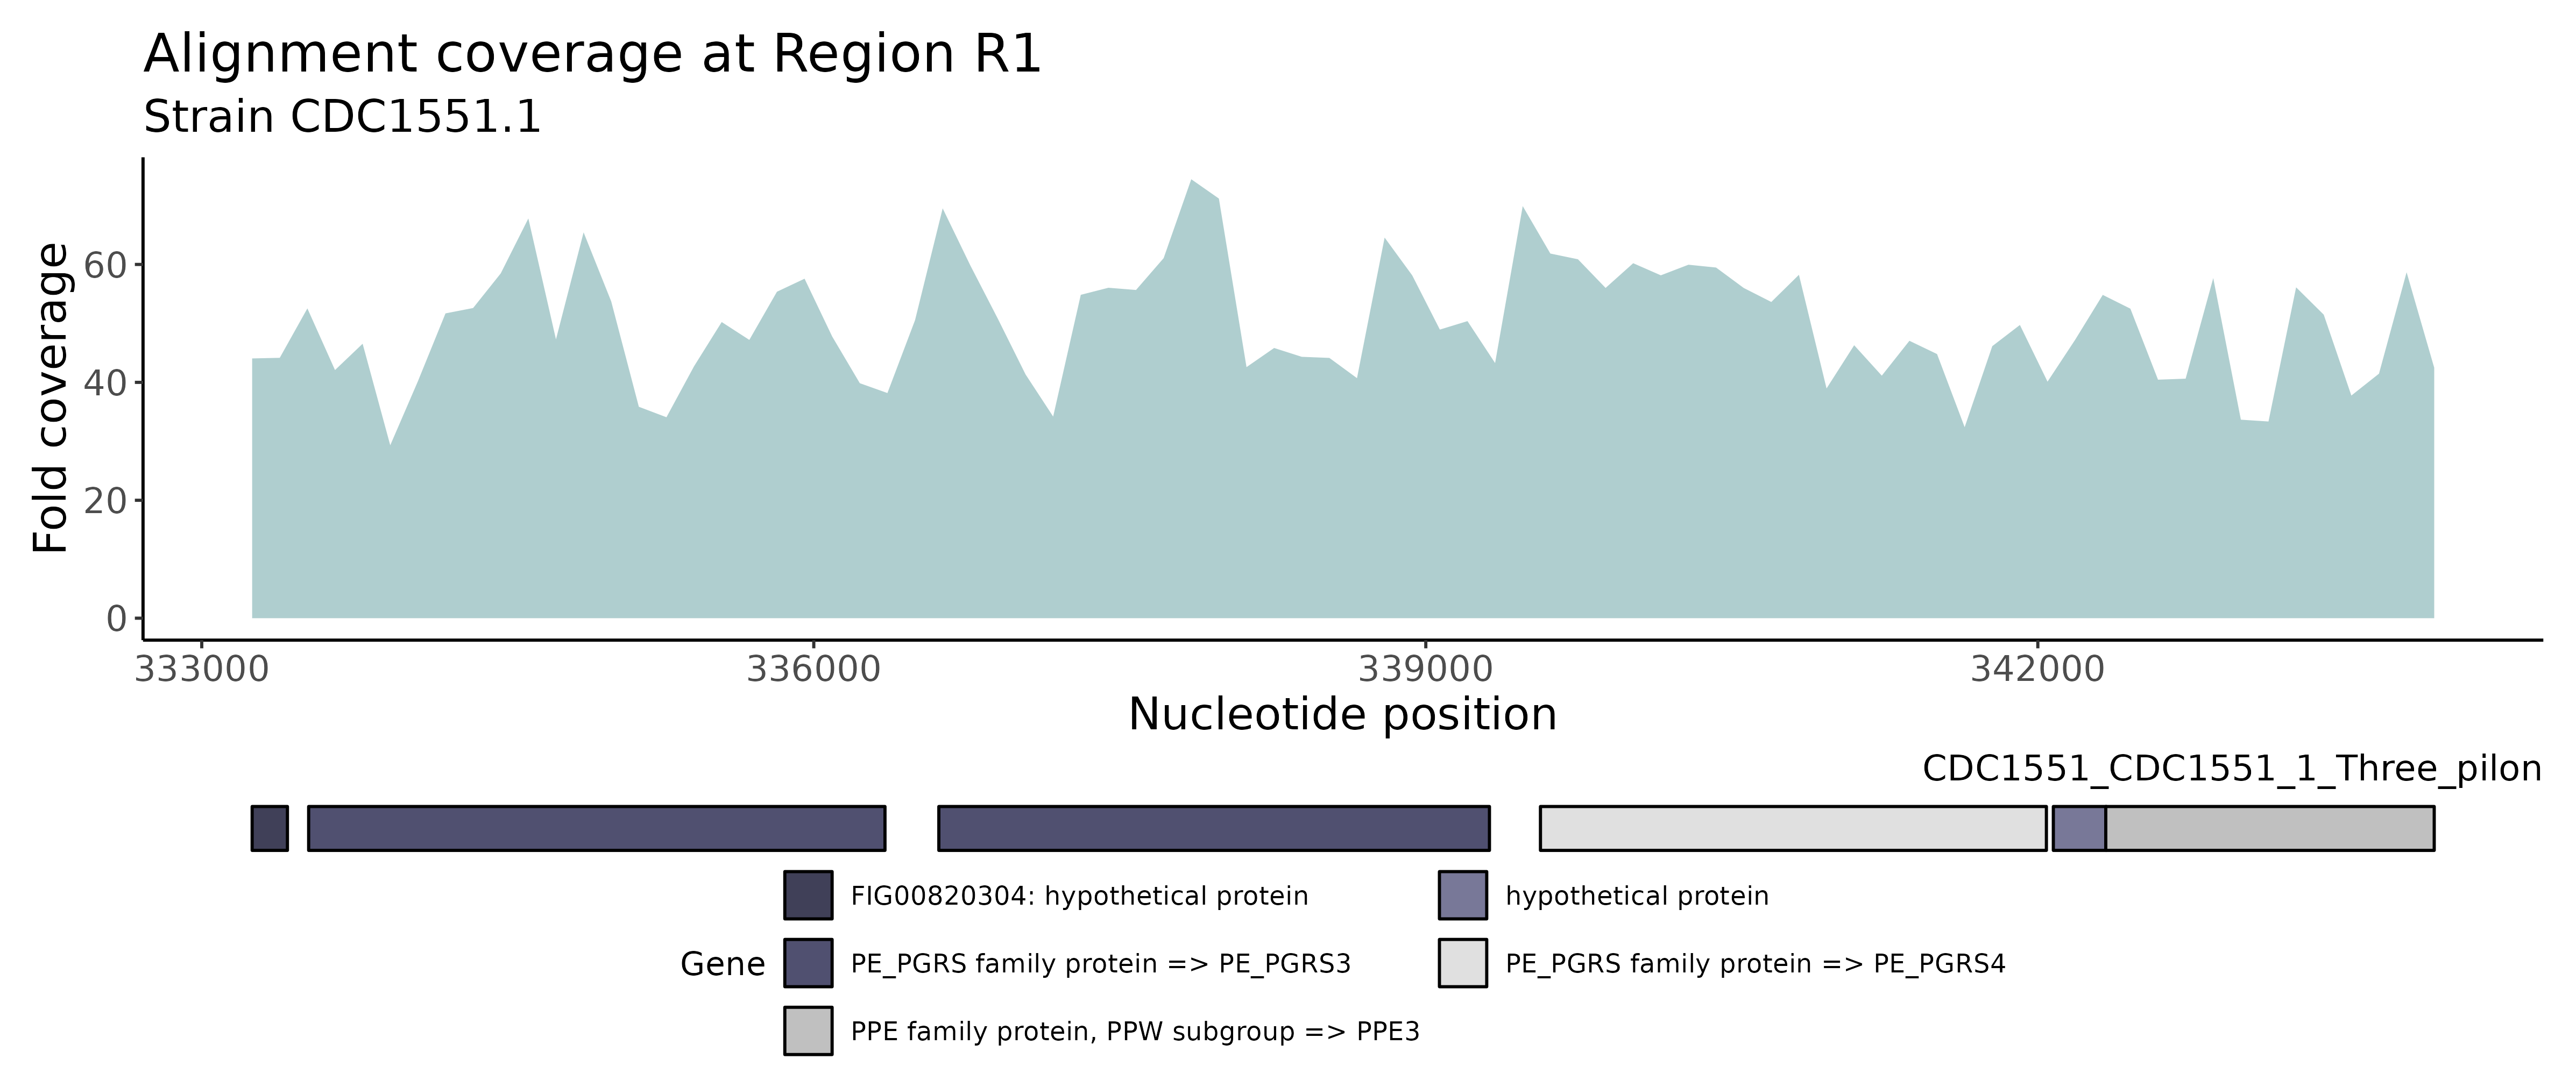 Alignment coverage at Region R1
Strain CDC1551.1
Fold coverage
60
40
20
0
333000 336000 339000 342000
Nucleotide position
CDC1551_CDC1551_1_Three_pilon
Gene
FIG00820304: hypothetical protein
PE_PGRS family protein => PE_PGRS3
PPE family protein, PPW subgroup => PPE3
hypothetical protein
PE_PGRS family protein => PE_PGRS4